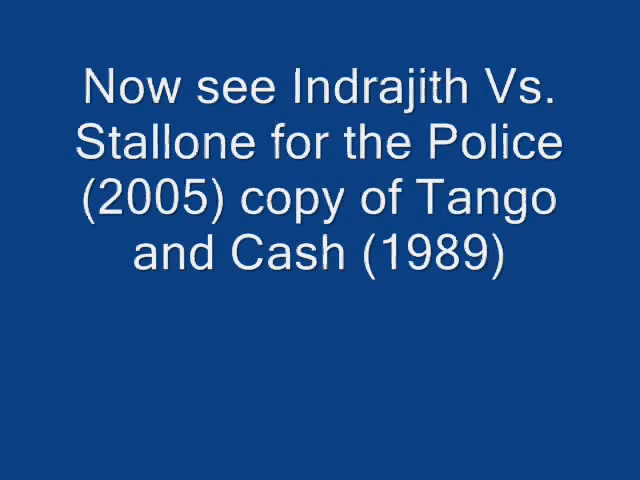 Now see Indrajith Vs.
Stallone for the Police
(2005) copy of Tango
and Cash (1989)